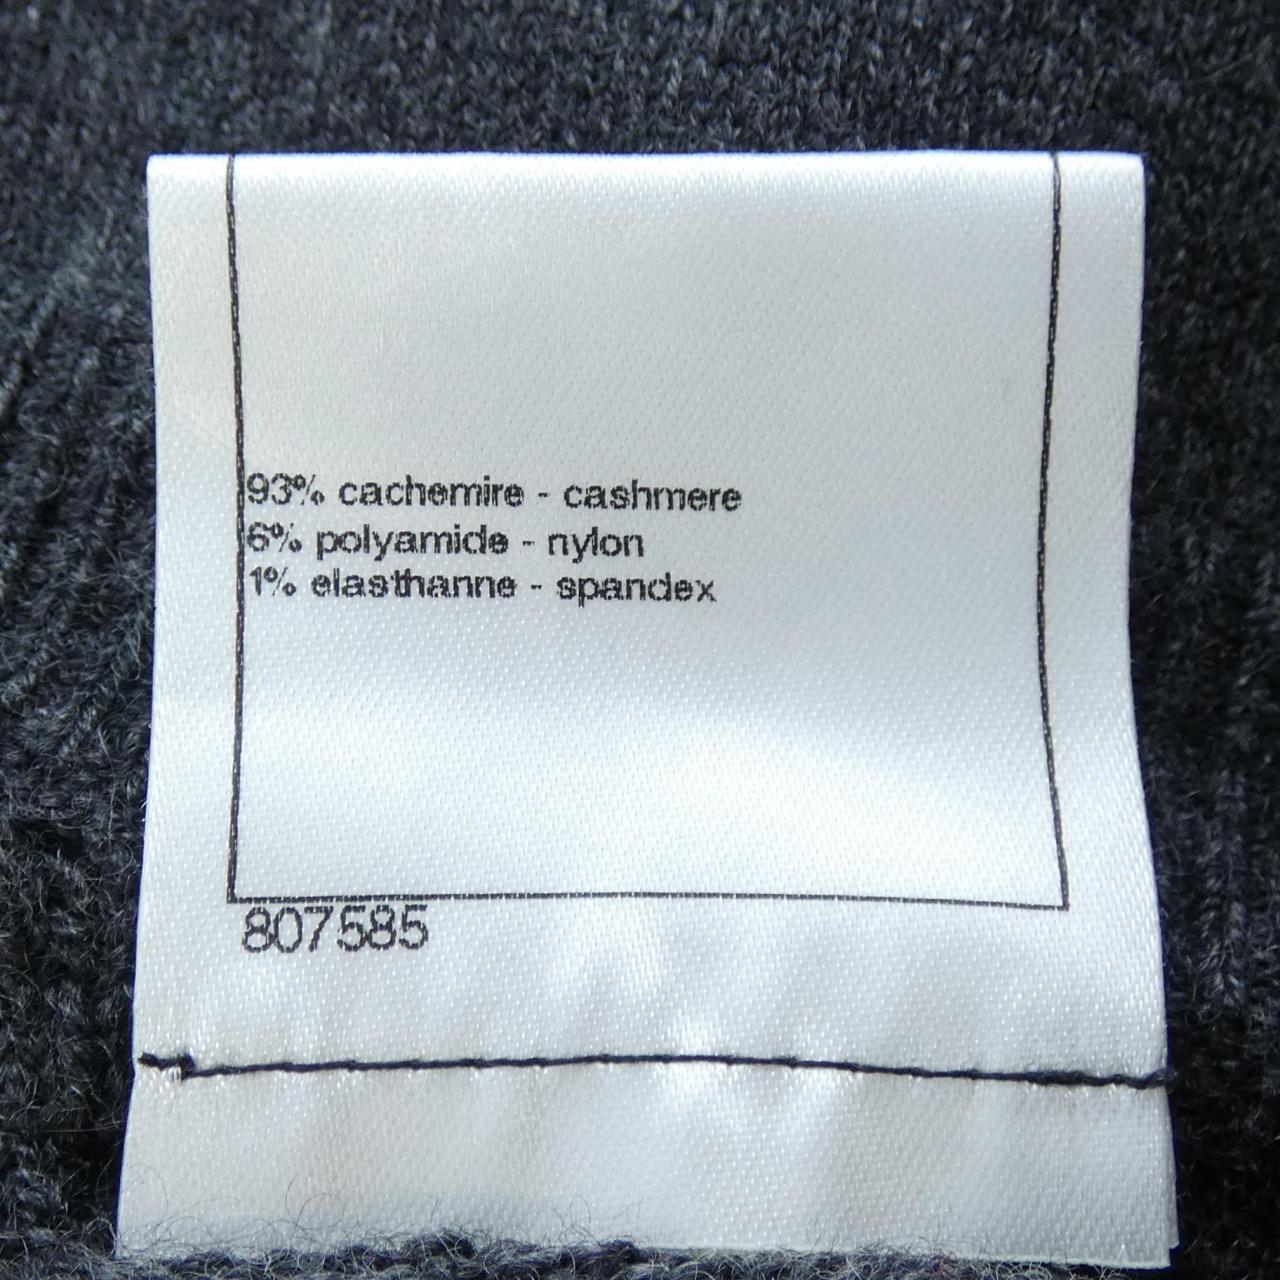 93% cachemire - cashmere
6% polyamide - nylon
1% elasthanne - spandex
807585